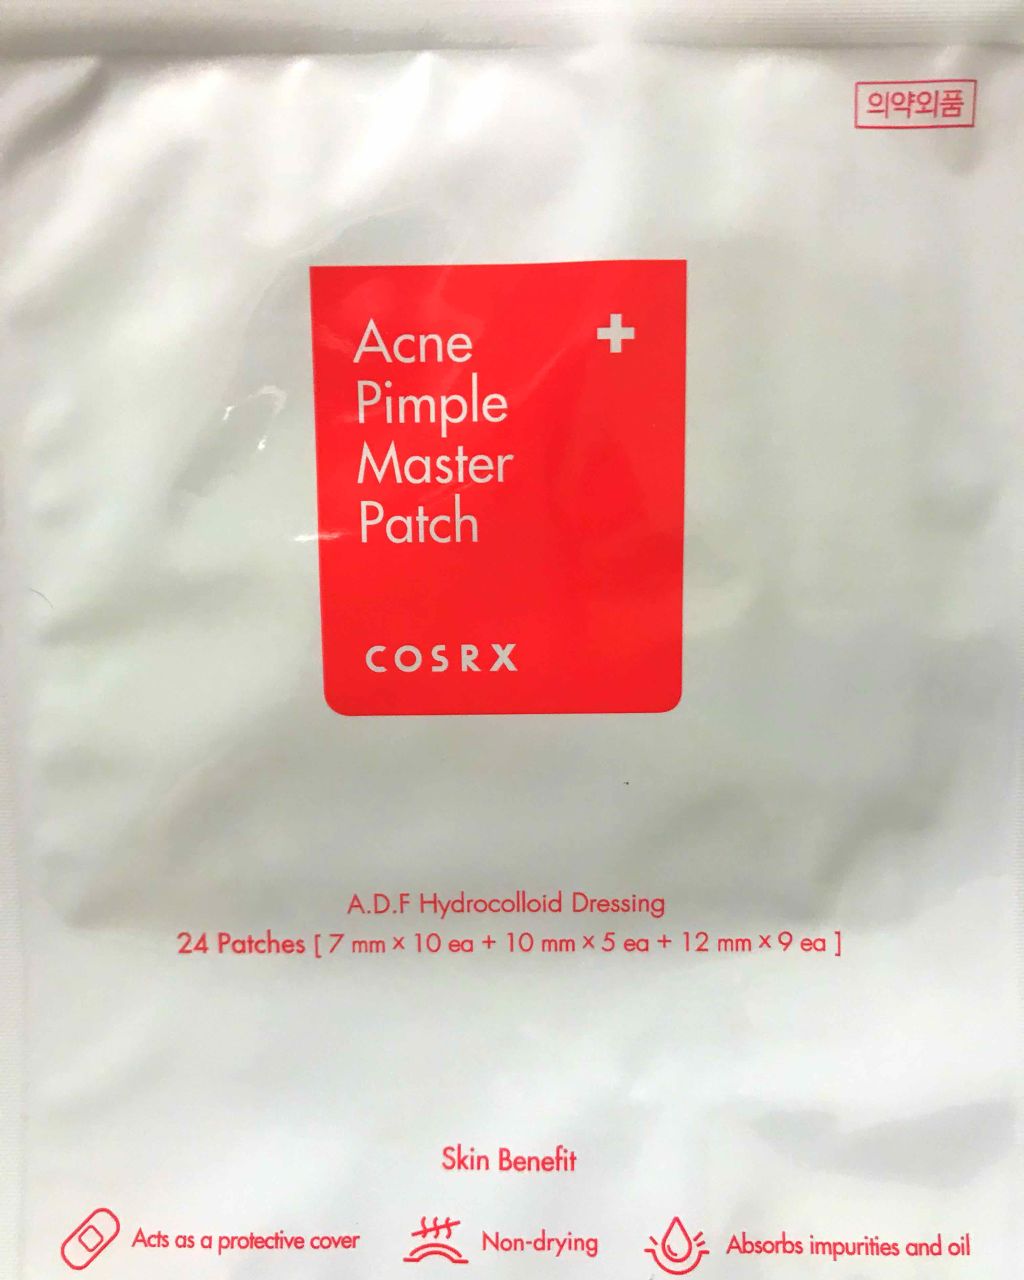 의약외품
Acne
Pimple
Master
Patch
COSRX
A.D.F Hydrocolloid Dressing
24 Patches [ 7 mm × 10 ea + 10 mm × 5 ea + 12 mm × 9 ea ]
Skin Benefit
Acts as a protective cover
Non-drying
Absorbs impurities and oil